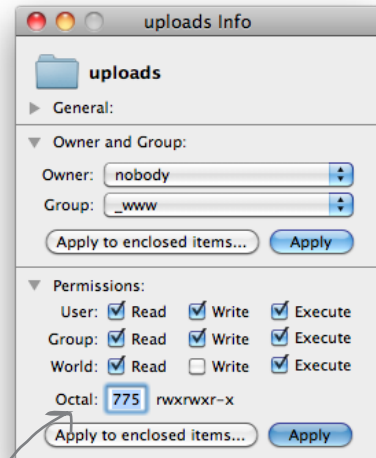 uploads Info
uploads
General:
Owner and Group:
Owner: nobody
Group: _www
Apply to enclosed items... Apply
Permissions:
User: Read Write Execute
Group: Read Write Execute
World: Read Write Execute
Octal: 775 rwxrwxr-x
Apply to enclosed items... Apply